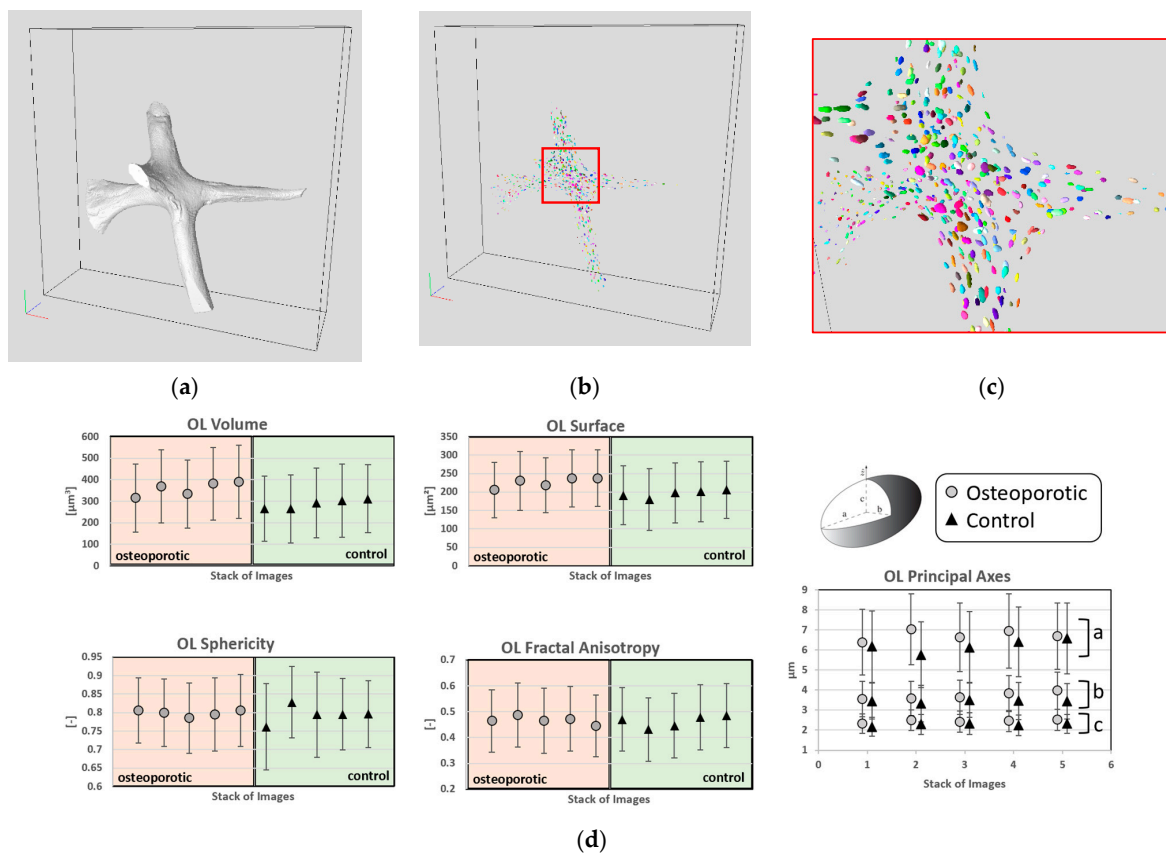 (a)
(b)
(c)
OL Volume
[µm³]
600
500
400
300
200
100
0
osteoporotic
control
Stack of Images
OL Surface
[µm²]
350
300
250
200
150
100
50
0
osteoporotic
control
Stack of Images
a
b
c
Osteoporotic
Control
OL Sphericity
[-]
0.95
0.9
0.85
0.8
0.75
0.7
0.65
0.6
osteoporotic
control
Stack of Images
OL Fractal Anisotropy
[-]
0.7
0.6
0.5
0.4
0.3
0.2
osteoporotic
control
Stack of Images
OL Principal Axes
µm
9
8
7
6
5
4
3
2
1
a
b
c
0 1 2 3 4 5 6
Stack of Images
(d)